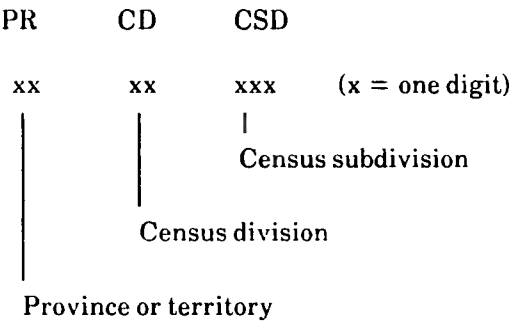 PR CD CSD
xx xx xxx (x = one digit)
Census subdivision
Census division
Province or territory